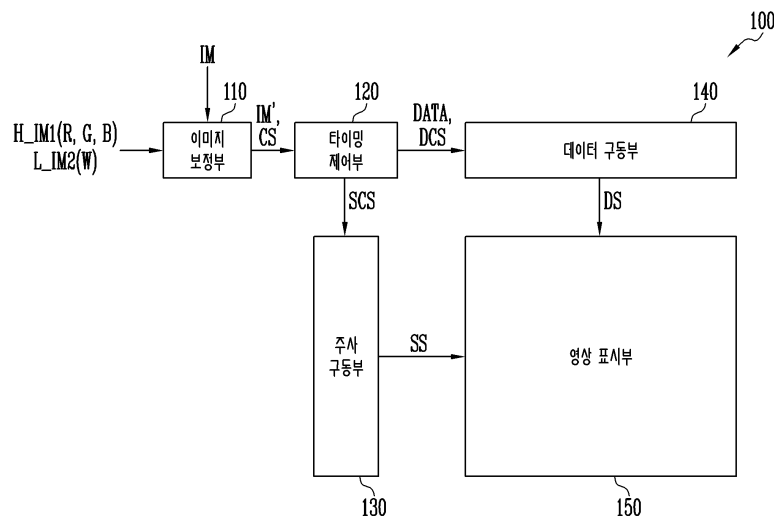 100
IM
110
120
140
H_IM1(R, G, B)
L_IM2(W)
이미지
보정부
IM',
CS
타이밍
제어부
DATA,
DCS
데이터 구동부
SCS
DS
주사
구동부
SS
영상 표시부
130
150